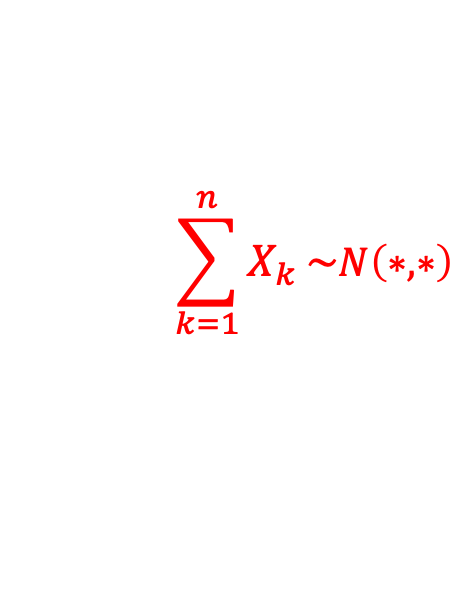 n
∑ X_k ~N(*,*)
k=1